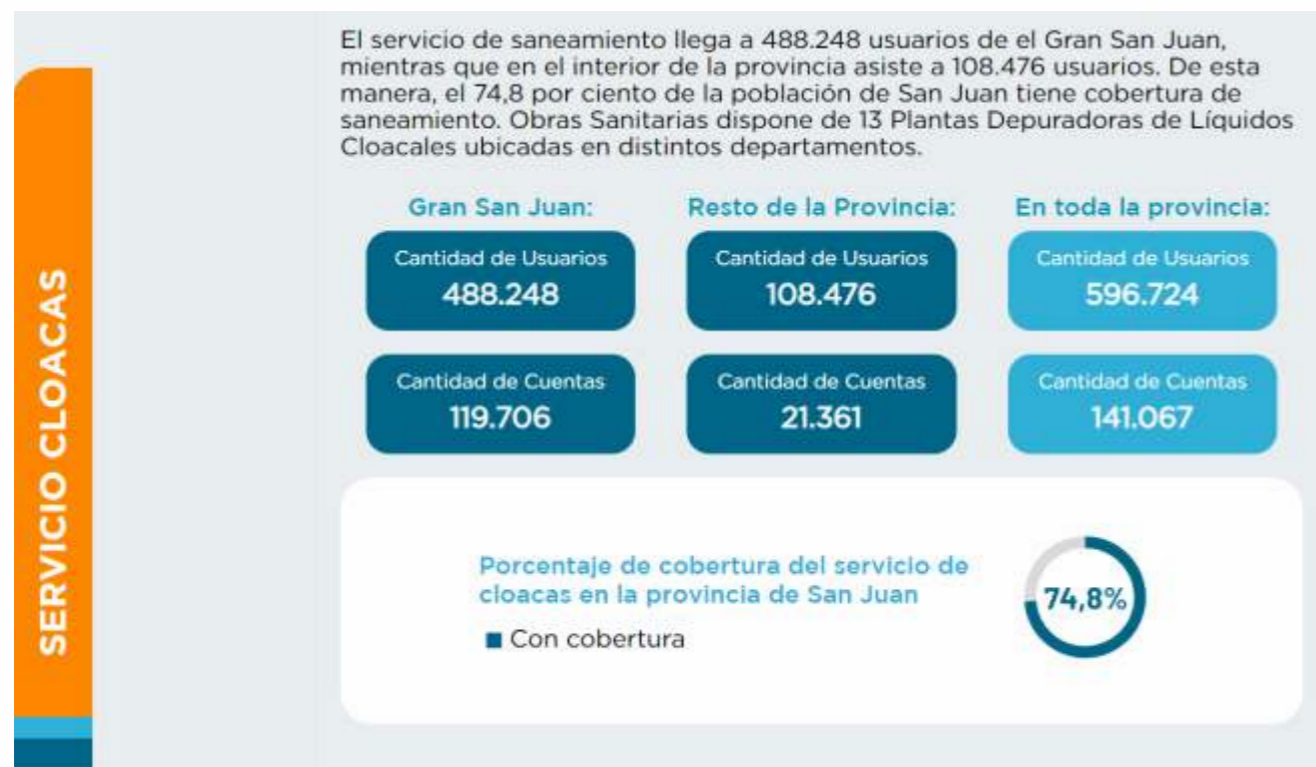 SERVICIO CLOACAS
El servicio de saneamiento llega a 488.248 usuarios de el Gran San Juan,
mientras que en el interior de la provincia asiste a 108.476 usuarios. De esta
manera, el 74,8 por ciento de la población de San Juan tiene cobertura de
saneamiento. Obras Sanitarias dispone de 13 Plantas Depuradoras de Líquidos
Cloacales ubicadas en distintos departamentos.
Gran San Juan:
Cantidad de Usuarios
488.248
Cantidad de Cuentas
119.706
Resto de la Provincia:
Cantidad de Usuarios
108.476
Cantidad de Cuentas
21.361
En toda la provincia:
Cantidad de Usuarios
596.724
Cantidad de Cuentas
141.067
Porcentaje de cobertura del servicio de
cloacas en la provincia de San Juan
Con cobertura
74,8%